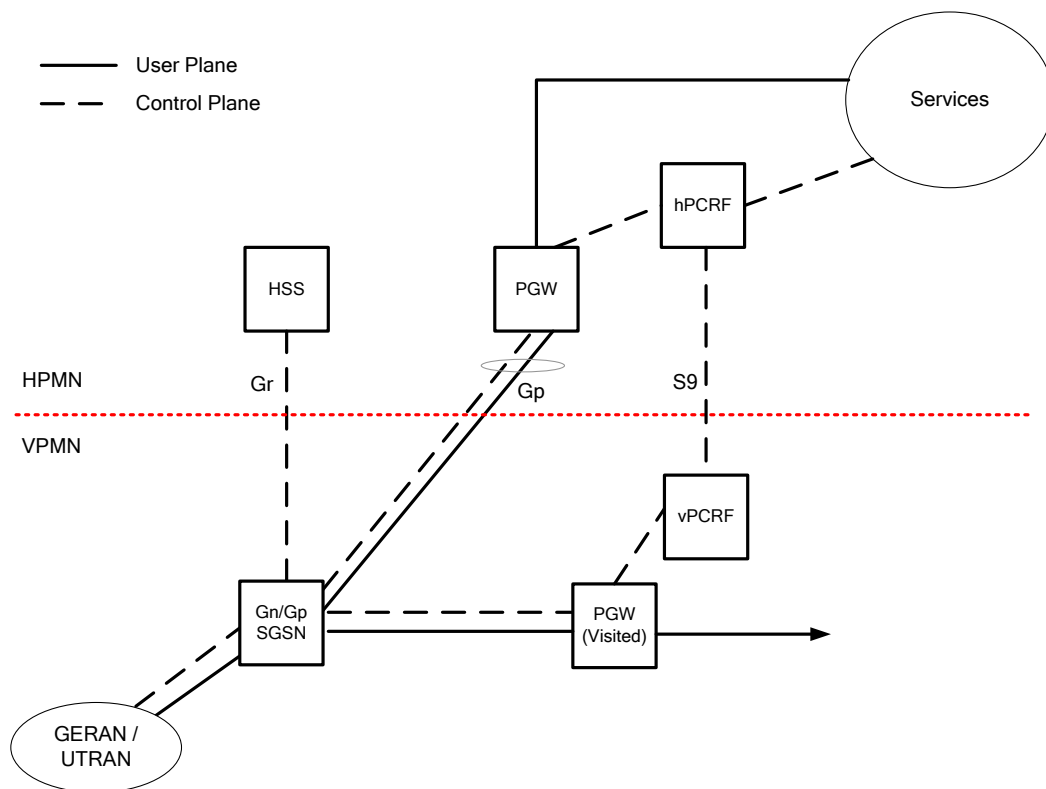 User Plane
Control Plane
Services
hPCRF
HSS
PGW
HPMN
Gr
Gp
S9
VPMN
vPCRF
Gn/Gp
SGSN
PGW
(Visited)
GERAN /
UTRAN